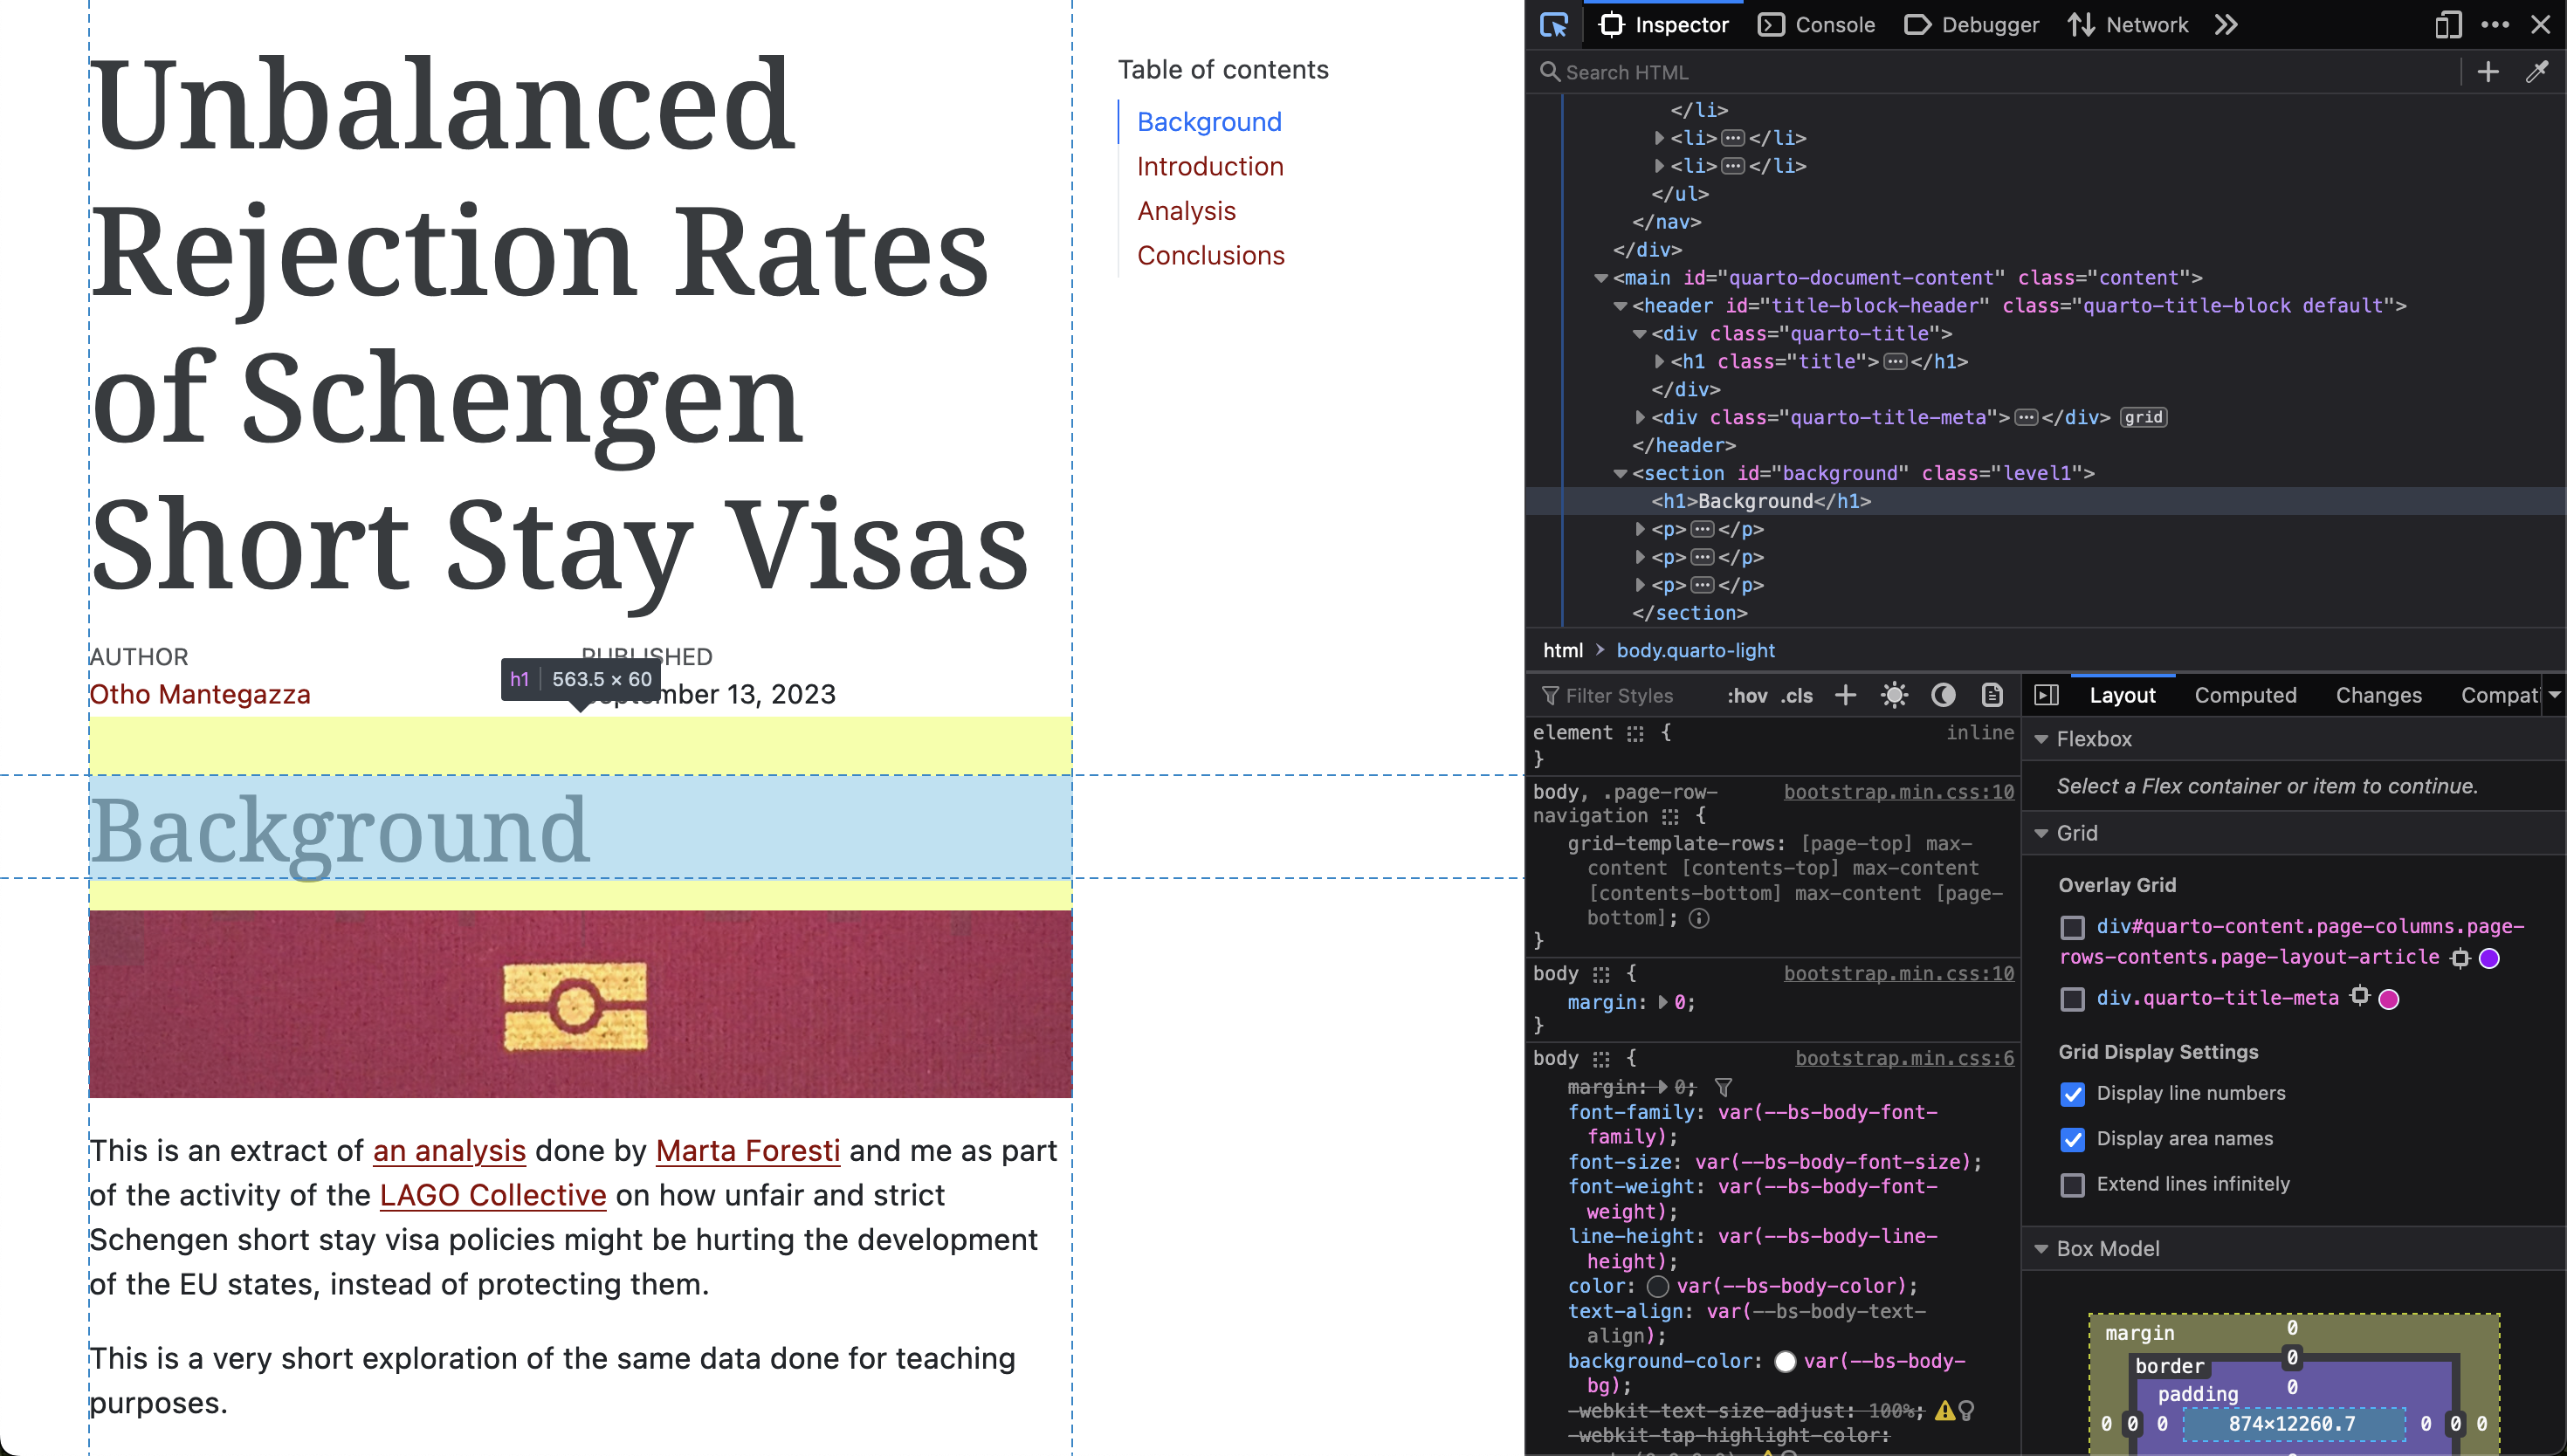 Unbalanced
Rejection Rates
of Schengen
Short Stay Visas
AUTHOR
PUBLISHED
Otho Mantegazza
mber 13, 2023
h1 563.5 × 60
Background
This is an extract of an analysis done by Marta Foresti and me as part
of the activity of the LAGO Collective on how unfair and strict
Schengen short stay visa policies might be hurting the development
of the EU states, instead of protecting them.
This is a very short exploration of the same data done for teaching
purposes.
Table of contents
Background
Introduction
Analysis
Conclusions
Inspector Console Debugger Network
Search HTML
</li>
<li>···</li>
<li>···</li>
</ul>
</nav>
</div>
<main id="quarto-document-content" class="content">
<header id="title-block-header" class="quarto-title-block default">
<div class="quarto-title">
<h1 class="title">···</h1>
</div>
<div class="quarto-title-meta">···</div> grid
</header>
<section id="background" class="level1">
<h1>Background</h1>
<p>···</p>
<p>···</p>
<p>···</p>
</section>
html > body.quarto-light
Filter Styles :hov .cls +
element { inline
}
body, .page-row- bootstrap.min.css:10
navigation {
grid-template-rows: [page-top] max-
content [contents-top] max-content
[contents-bottom] max-content [page-
bottom];
}
body { bootstrap.min.css:10
margin: 0;
}
body { bootstrap.min.css:6
margin: 0;
font-family: var(--bs-body-font-
family);
font-size: var(--bs-body-font-size);
font-weight: var(--bs-body-font-
weight);
line-height: var(--bs-body-line-
height);
color: var(--bs-body-color);
text-align: var(--bs-body-text-
align);
background-color: var(--bs-body-
bg);
-webkit-text-size-adjust: 100%;
-webkit-tap-highlight-color:
Layout Computed Changes Compati
Flexbox
Select a Flex container or item to continue.
Grid
Overlay Grid
div#quarto-content.page-columns.page-
rows-contents.page-layout-article
div.quarto-title-meta
Grid Display Settings
Display line numbers
Display area names
Extend lines infinitely
Box Model
margin 0
border 0
padding 0
0 0 0 874×12260.7 0 0 0